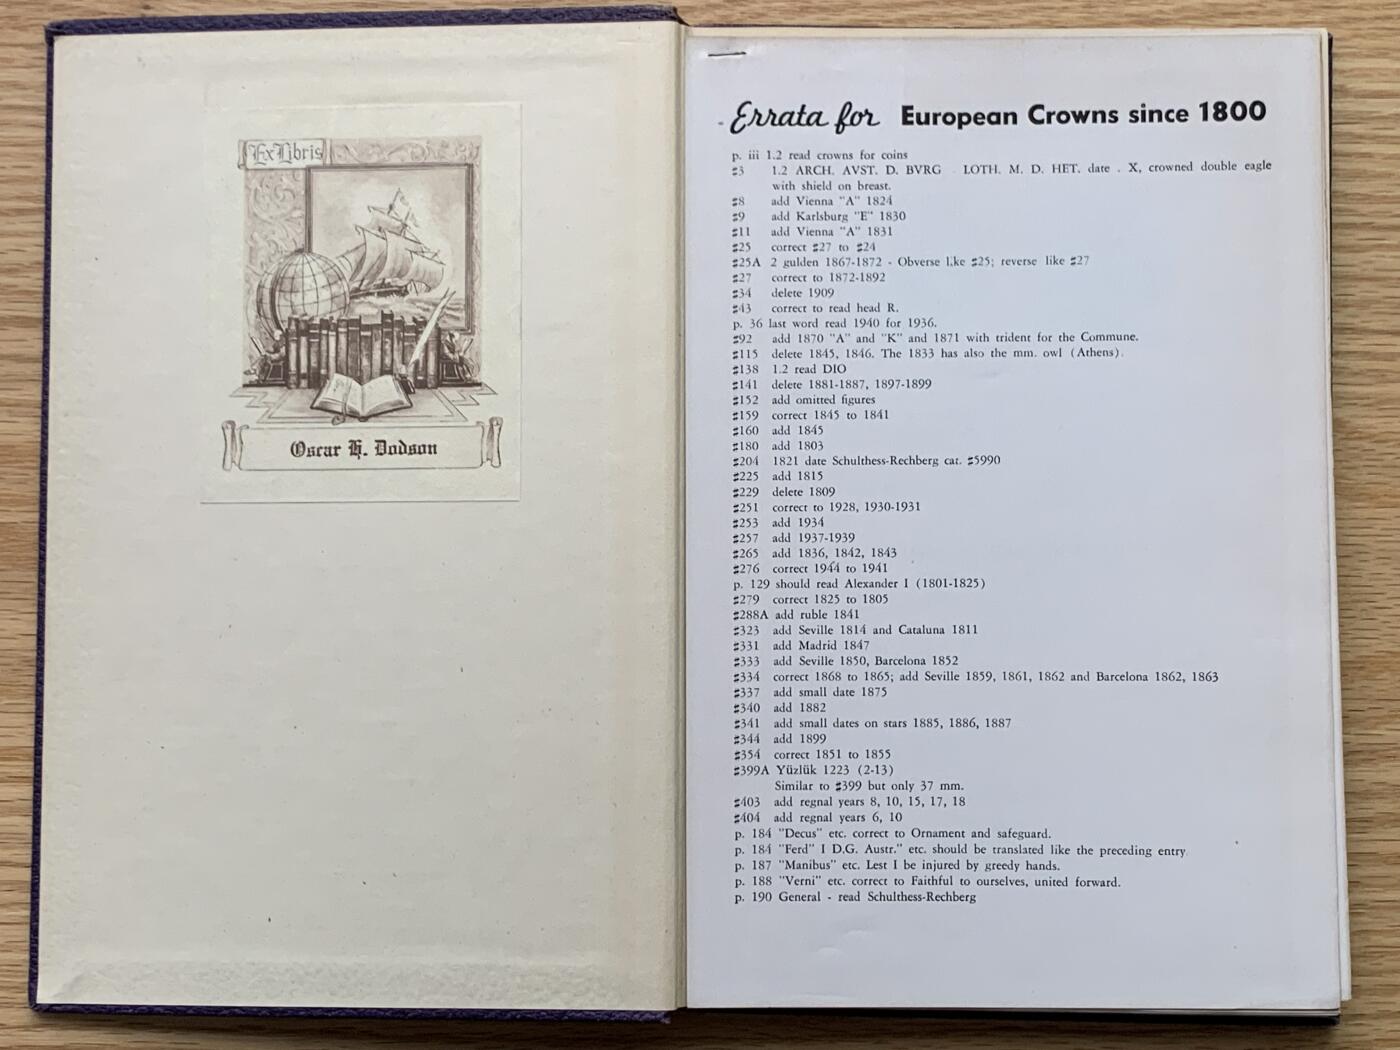 Ex Libris
Oscar H. Dodson
Errata for European Crowns since 1800
p. iii 1.2 read crowns for coins
#3 1.2 ARCH. AVST. D. BVRG LOTH. M. D. HET. date . X, crowned double eagle
with shield on breast.
#8 add Vienna "A" 1824
#9 add Karlsburg "E" 1830
#11 add Vienna "A" 1831
#25 correct #27 to #24
#25A 2 gulden 1867-1872 - Obverse like #25; reverse like #27
#27 correct to 1872-1892
#34 delete 1909
#43 correct to read head R.
p. 36 last word read 1940 for 1936.
#92 add 1870 "A" and "K" and 1871 with trident for the Commune.
#115 delete 1845, 1846. The 1833 has also the mm. owl (Athens).
#138 1.2 read DIO
#141 delete 1881-1887, 1897-1899
#152 add omitted figures
#159 correct 1845 to 1841
#160 add 1845
#180 add 1803
#204 1821 date Schulthess-Rechberg cat. #5990
#225 add 1815
#229 delete 1809
#251 correct to 1928, 1930-1931
#253 add 1934
#257 add 1937-1939
#265 add 1836, 1842, 1843
#276 correct 1944 to 1941
p. 129 should read Alexander I (1801-1825)
#279 correct 1825 to 1805
#288A add ruble 1841
#323 add Seville 1814 and Cataluna 1811
#331 add Madrid 1847
#333 add Seville 1850, Barcelona 1852
#334 correct 1868 to 1865; add Seville 1859, 1861, 1862 and Barcelona 1862, 1863
#337 add small date 1875
#340 add 1882
#341 add small dates on stars 1885, 1886, 1887
#344 add 1899
#354 correct 1851 to 1855
#399A Yüzlük 1223 (2-13)
Similar to #399 but only 37 mm.
#403 add regnal years 8, 10, 15, 17, 18
#404 add regnal years 6, 10
p. 184 "Decus" etc. correct to Ornament and safeguard.
p. 184 "Ferd" I D.G. Austr." etc. should be translated like the preceding entry
p. 187 "Manibus" etc. Lest I be injured by greedy hands.
p. 188 "Verni" etc. correct to Faithful to ourselves, united forward.
p. 190 General - read Schulthess-Rechberg